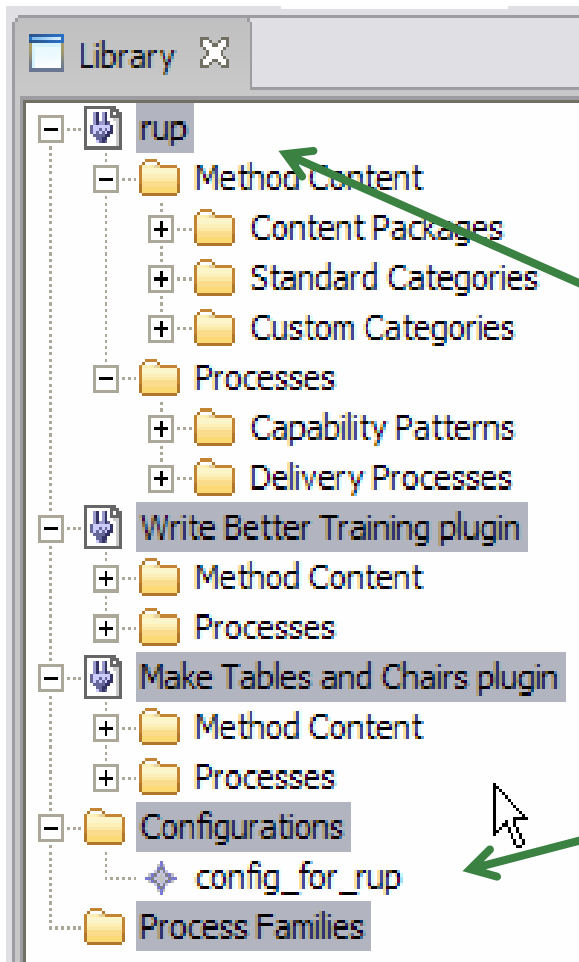 Library
rup
Method Content
Content Packages
Standard Categories
Custom Categories
Processes
Capability Patterns
Delivery Processes
Write Better Training plugin
Method Content
Processes
Make Tables and Chairs plugin
Method Content
Processes
Configurations
config_for_rup
Process Families